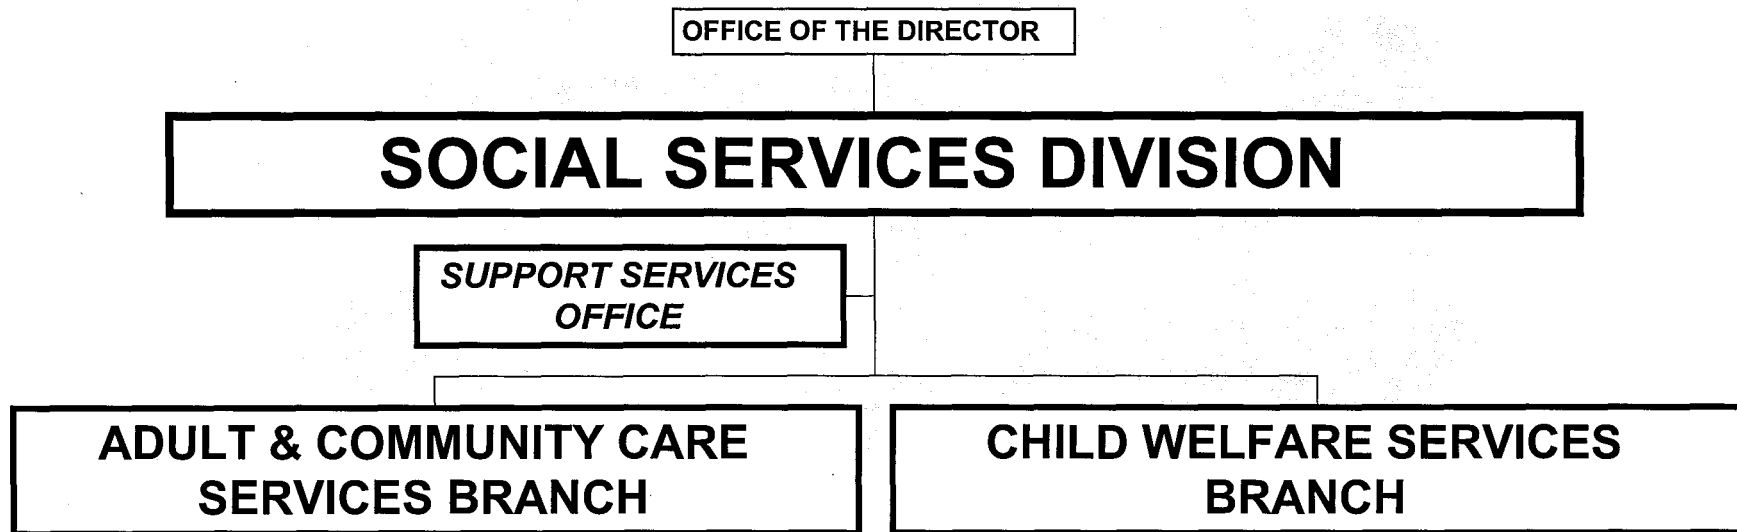 OFFICE OF THE DIRECTOR
SOCIAL SERVICES DIVISION
SUPPORT SERVICES
OFFICE
ADULT & COMMUNITY CARE
SERVICES BRANCH
CHILD WELFARE SERVICES
BRANCH